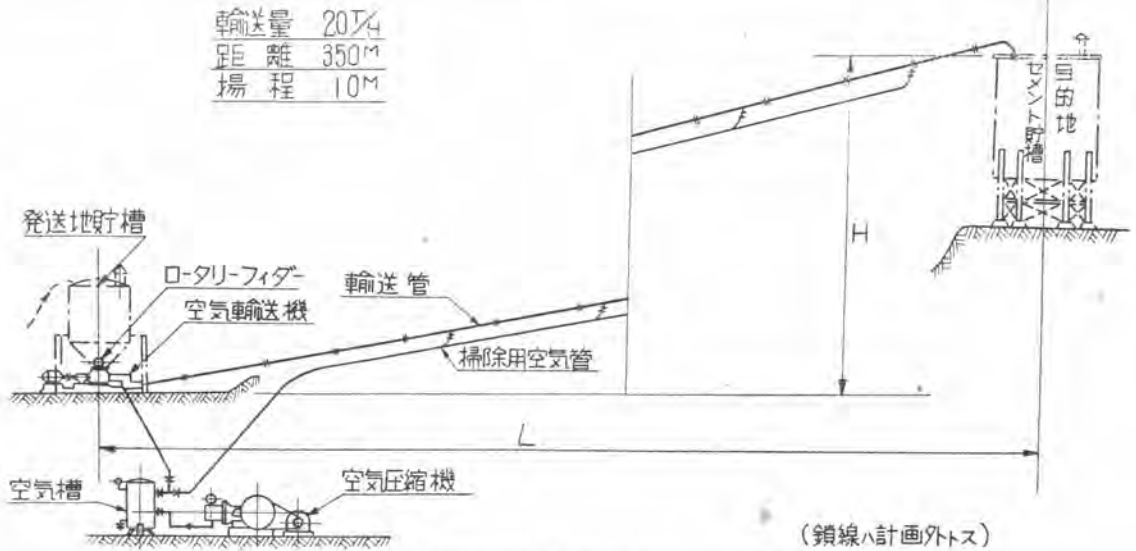 輸送量 20T/H
距離 350M
揚程 10M
目的地
セメント貯槽
H
発送地貯槽
ロータリーフィダー
空気輸送機
輸送管
掃除用空気管
L
空気槽
空気圧縮機
(鎖線ハ計画外トス)